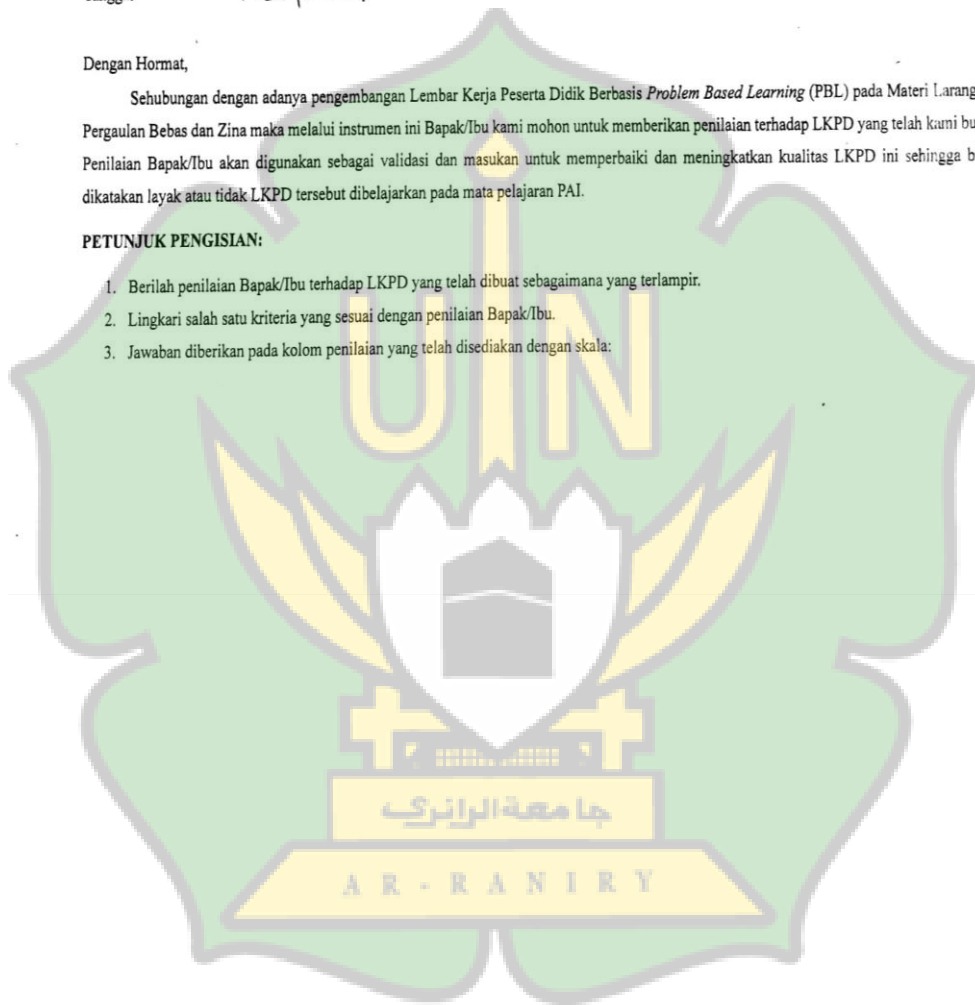 Dengan Hormat,
Sehubungan dengan adanya pengembangan Lembar Kerja Peserta Didik Berbasis Problem Based Learning (PBL) pada Materi Larang
Pergaulan Bebas dan Zina maka melalui instrumen ini Bapak/Ibu kami mohon untuk memberikan penilaian terhadap LKPD yang telah kami bu
Penilaian Bapak/Ibu akan digunakan sebagai validasi dan masukan untuk memperbaiki dan meningkatkan kualitas LKPD ini sehingga b
dikatakan layak atau tidak LKPD tersebut dibelajarkan pada mata pelajaran PAI.
PETUNJUK PENGISIAN:
1. Berilah penilaian Bapak/Ibu terhadap LKPD yang telah dibuat sebagaimana yang terlampir.
2. Lingkari salah satu kriteria yang sesuai dengan penilaian Bapak/Ibu.
3. Jawaban diberikan pada kolom penilaian yang telah disediakan dengan skala:
UIN
جامعة الرانري
AR-RANIRY